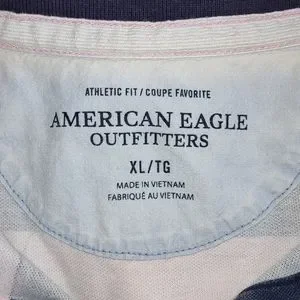 ATHLETIC FIT / COUPE FAVORITE
AMERICAN EAGLE
OUTFITTERS
XL/TG
MADE IN VIETNAM
FABRIQUÉ AU VIETNAM